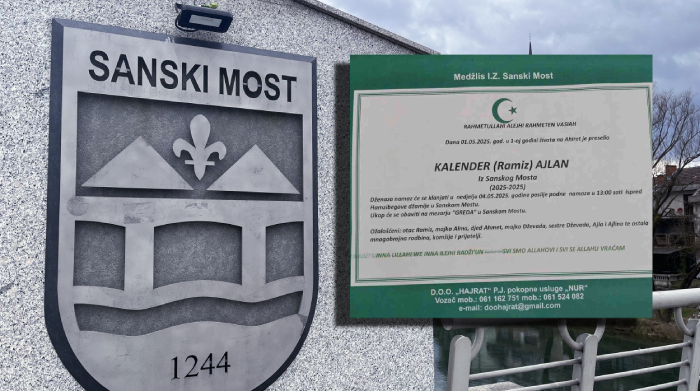 SANSKI MOST
1244
Medžlis I.Z. Sanski Most
RAHMETULLAHI ALEJHI RAHMETEN VASIAH
Dana 01.05.2025. god. u 1-oj godini života na Ahiret je preselio
KALENDER (Ramiz) AJLAN
Iz Sanskog Mosta
(2025-2025)
Dženaza namaz će se klanjati u nedjelju 04.05.2025. godine poslije podne namaza u 13:00 sati ispred
Hamzibegove džamije u Sanskom Mostu.
Ukop će se obaviti na mezarju "GREDA" u Sanskom Mostu.
Ožalošćeni: otac Ramiz, majka Alma, djed Ahmet, majka Dževada, sestre Dževada, Ajla i Ajlina te ostala
mnogobrojna rodbina, komšije i prijatelji.
INNA LILLAHI WE INNA ILEJHI RADŽI'UN ---------- SVI SMO ALLAHOVI I SVI SE ALLAHU VRAĆAM
D.O.O. „HAJRAT" P.J. pokopne usluge „NUR"
Vozač mob.: 061 162 751 mob.: 061 524 082
e-mail: doohajrat@gmail.com